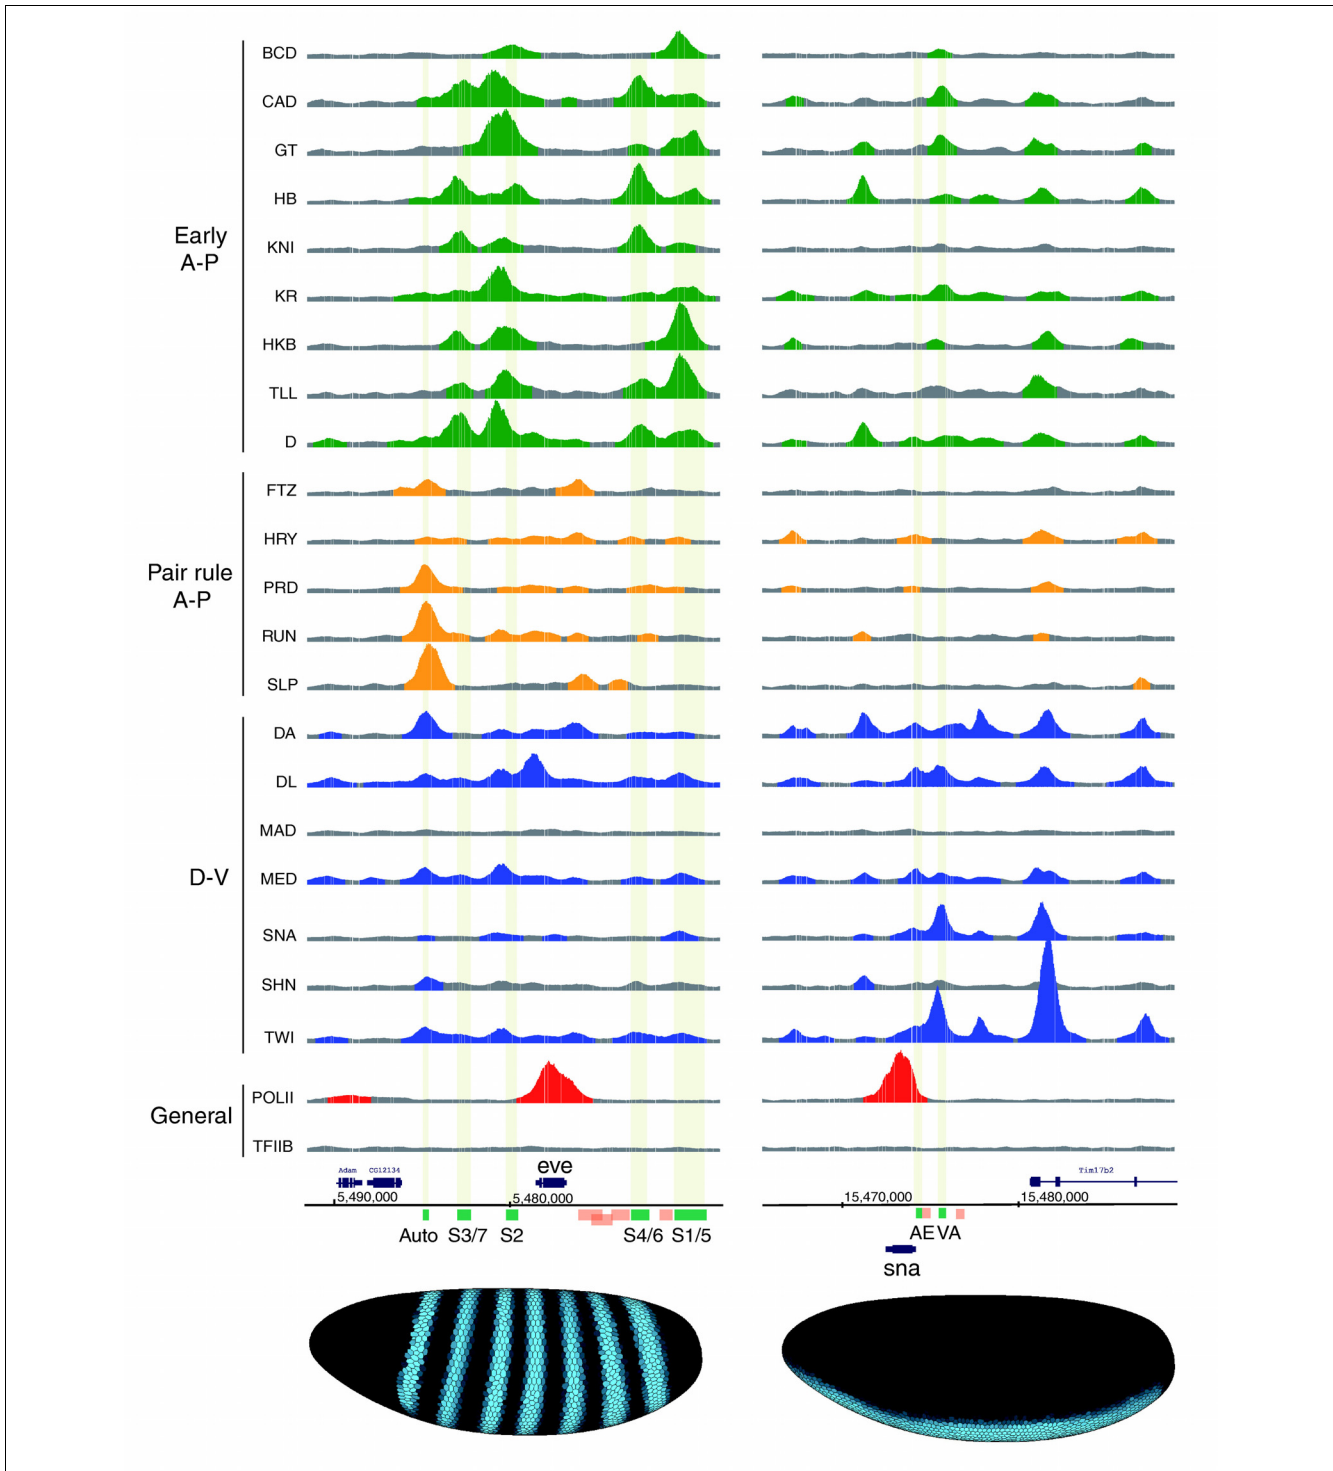 BCD
CAD
GT
HB
Early
A-P
KNI
KR
HKB
TLL
D
FTZ
HRY
Pair rule
A-P
PRD
RUN
SLP
DA
DL
MAD
D-V
MED
SNA
SHN
TWI
General
POLII
TFIIB
Adam CG12134 eve Tim17b2
5,490,000 5,480,000 15,470,000 15,480,000
Auto S3/7 S2 S4/6 S1/5 AE VA
sna